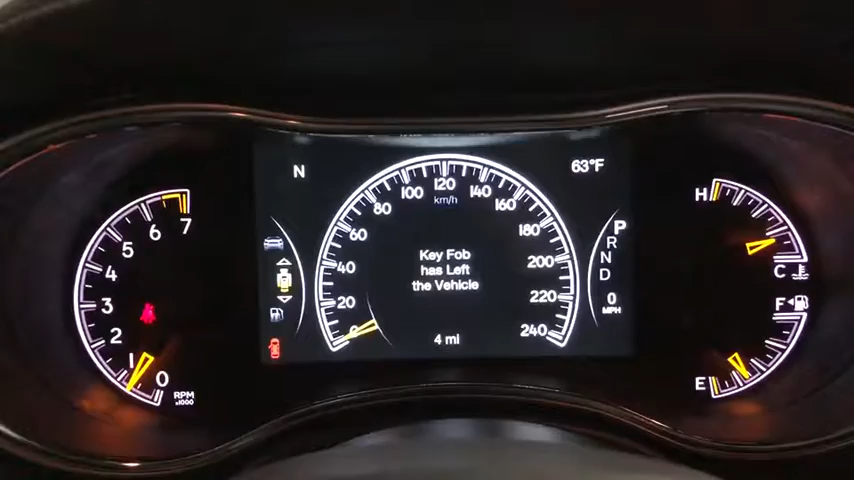 N
63°F
0
20
40
60
80
100
120
140
160
180
200
220
240
km/h
Key Fob
has Left
the Vehicle
4 mi
P
R
N
D
0
MPH
7
6
5
4
3
2
1
0
RPM
x1000
H
C
F
E